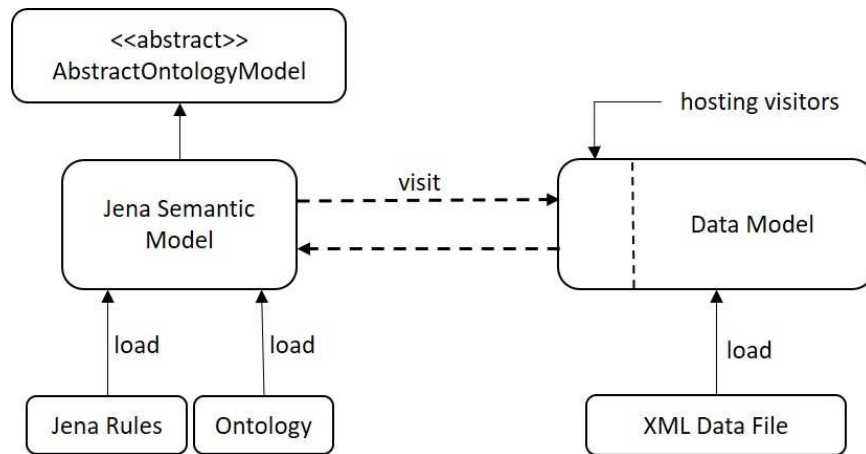 <<abstract>>
AbstractOntologyModel
hosting visitors
Jena Semantic
Model
visit
Data Model
load
load
load
Jena Rules
Ontology
XML Data File